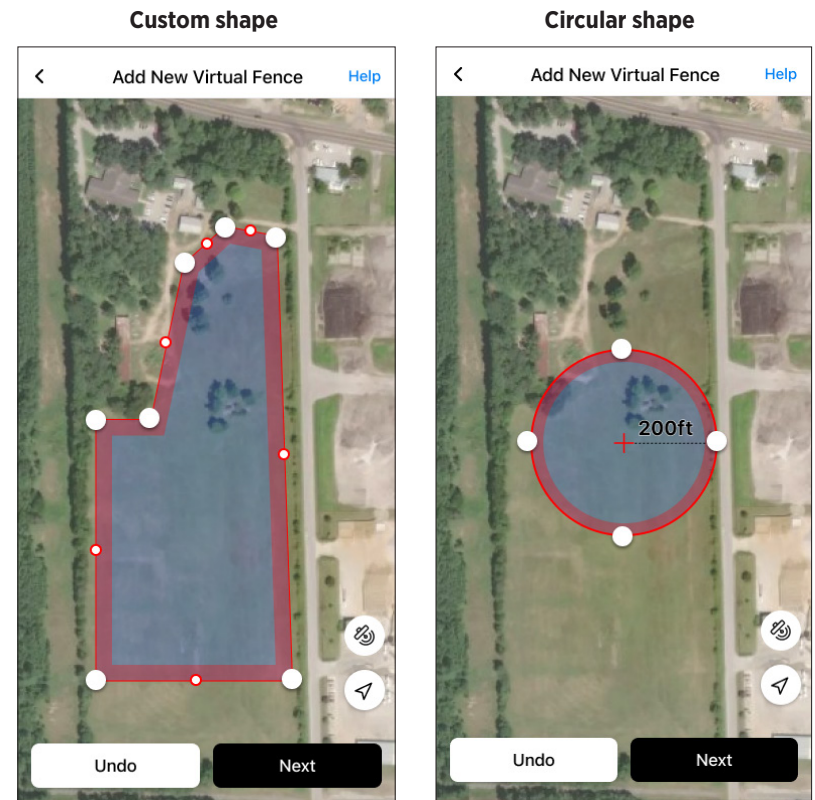 Custom shape
Circular shape
Add New Virtual Fence
Help
Add New Virtual Fence
Help
200ft
Undo
Next
Undo
Next